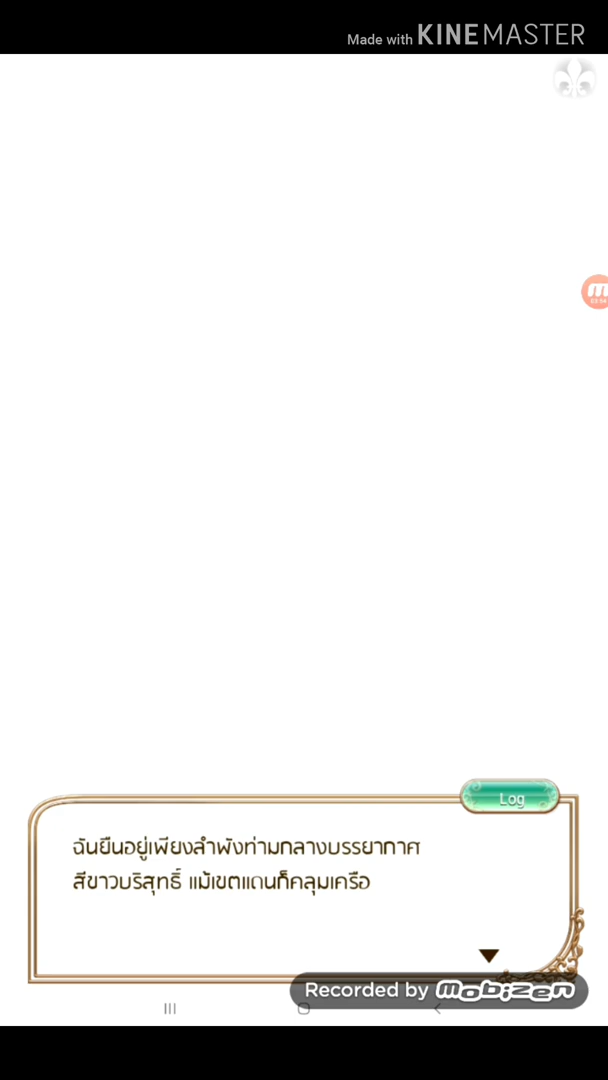 Made with KINEMASTER
Log
ฉันยืนอยู่เพียงลำพังท่ามกลางบรรยากาศ
สีขาวบริสุทธิ์ แม้เขตแดนก็คลุมเครือ
Recorded by mobizen